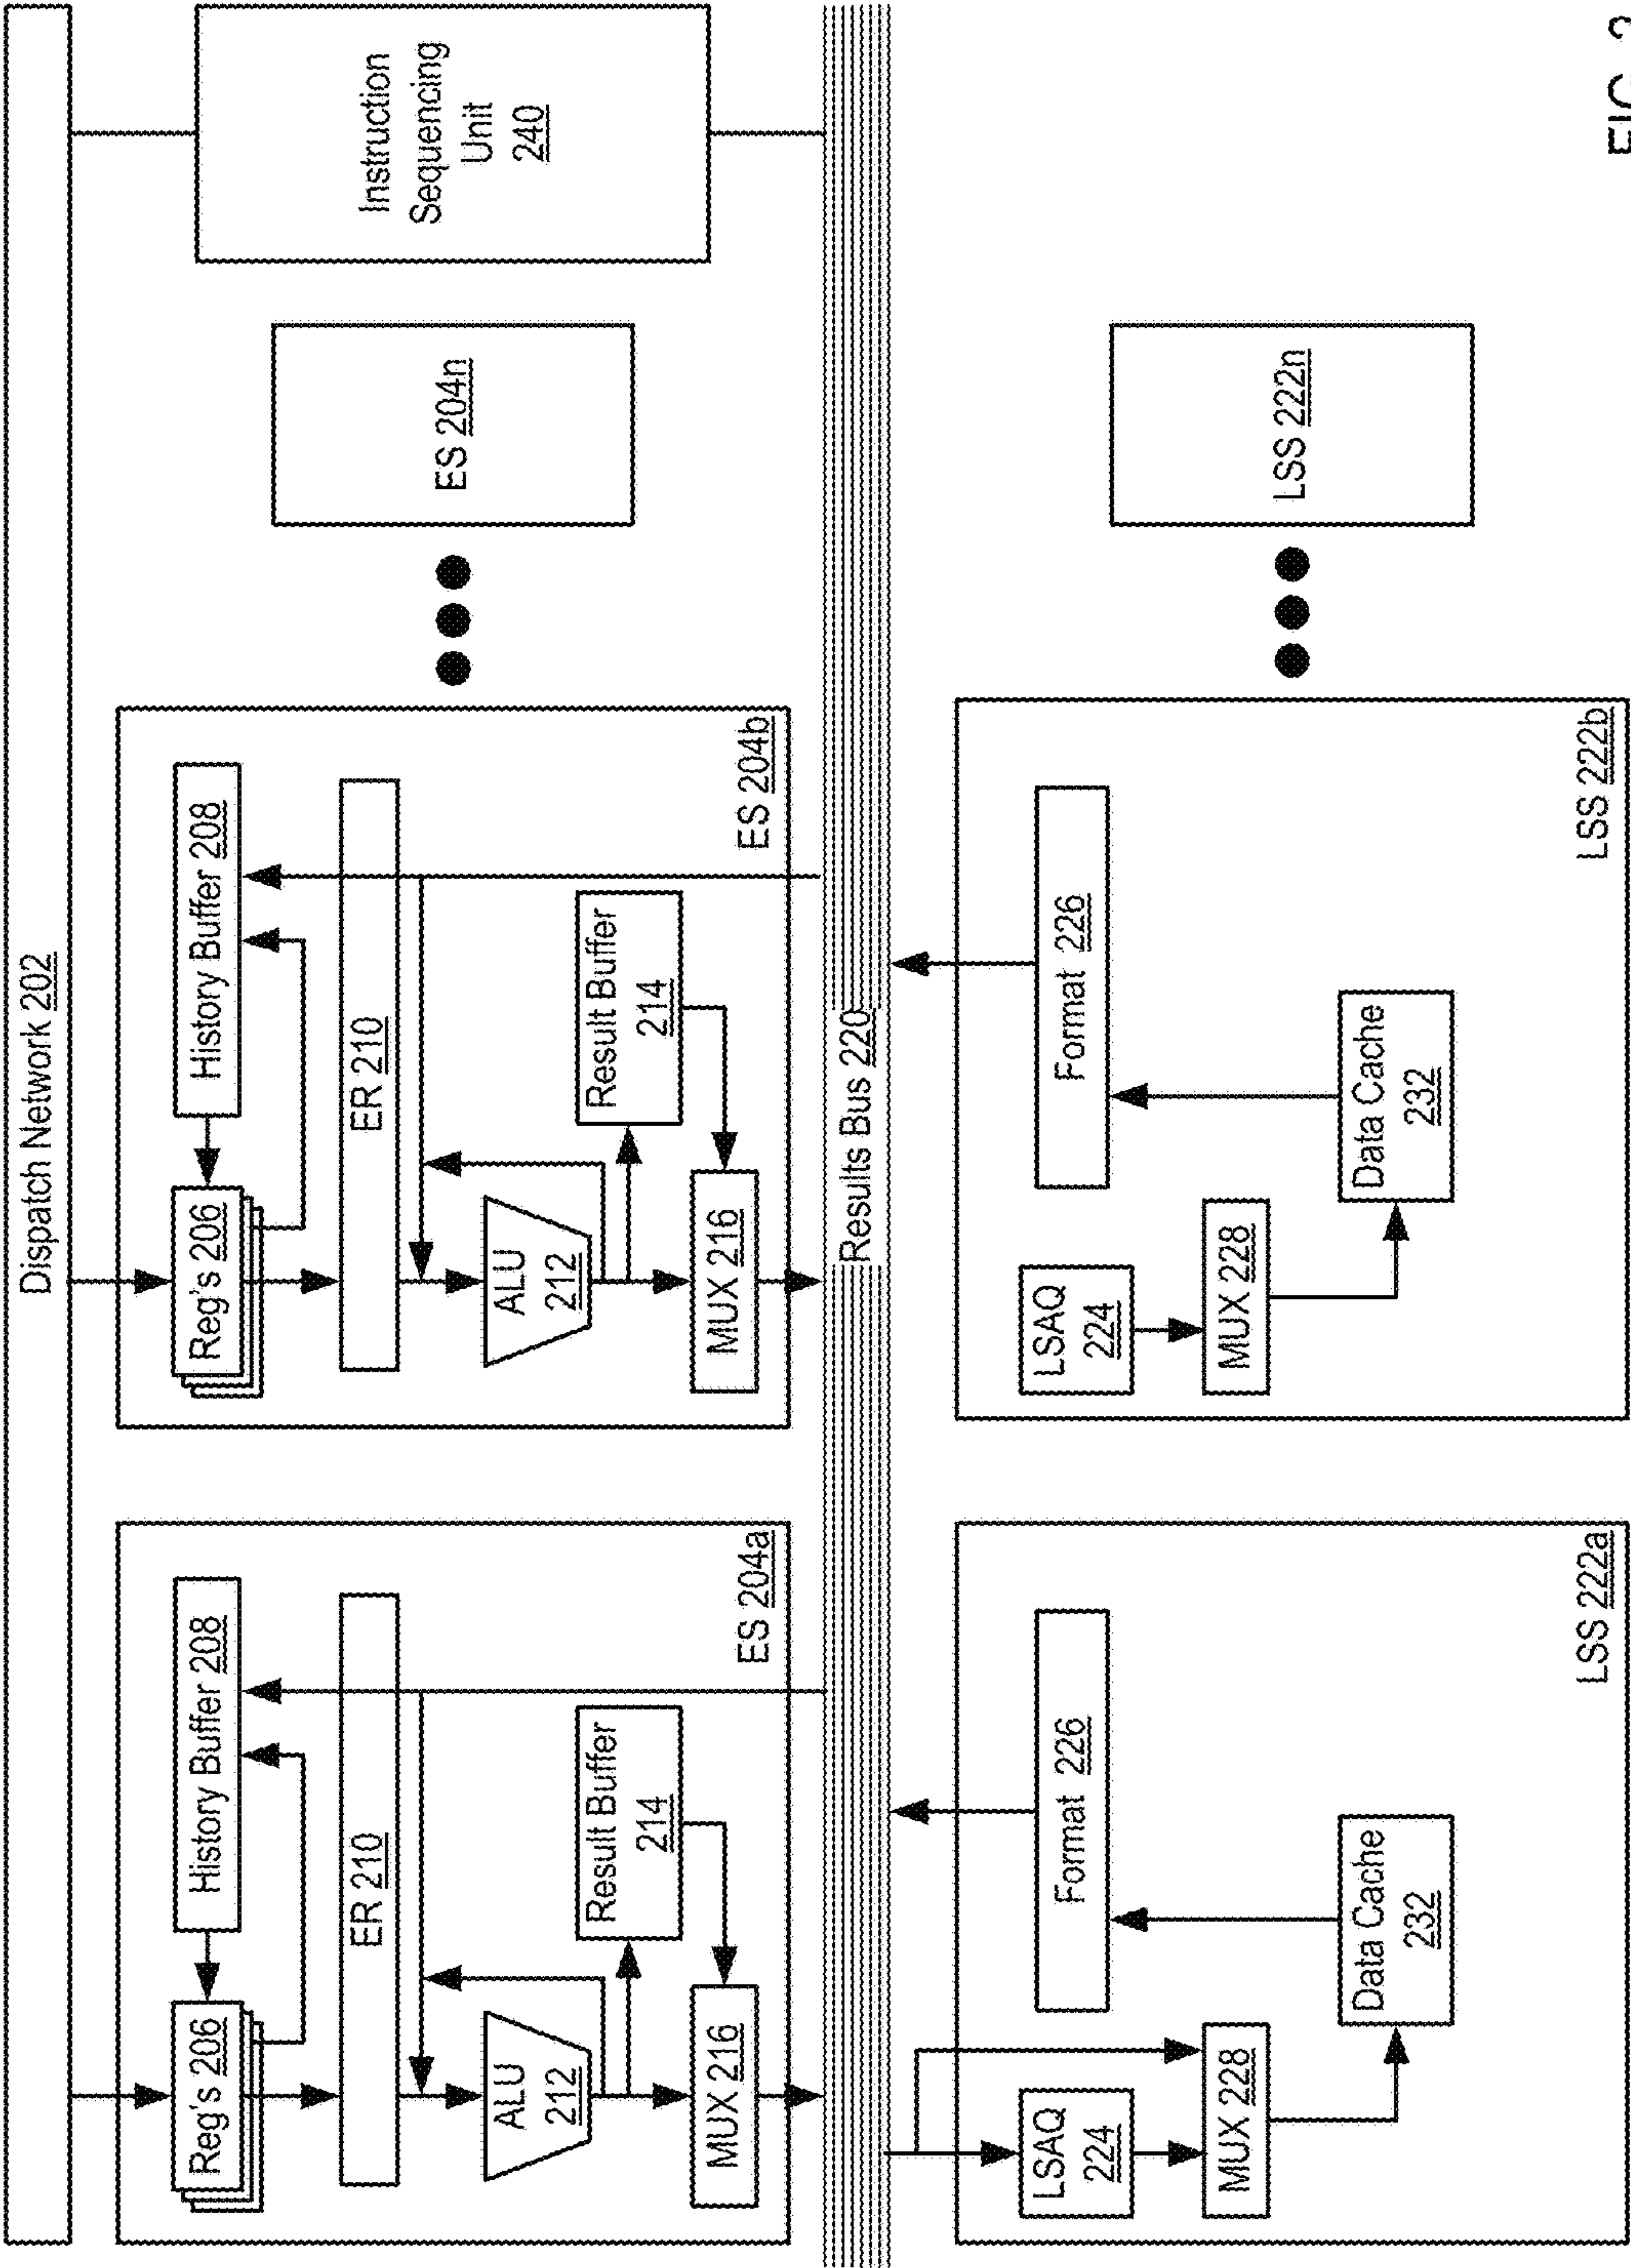 Dispatch Network 202
Reg's 206
History Buffer 208
ER 210
ALU
212
Result Buffer
214
MUX 216
ES 204a
Reg's 206
History Buffer 208
ER 210
ALU
212
Result Buffer
214
MUX 216
ES 204b
ES 204n
Instruction
Sequencing
Unit
240
Results Bus 220
LSAQ
224
Format 226
MUX 228
Data Cache
232
LSS 222a
LSAQ
224
Format 226
MUX 228
Data Cache
232
LSS 222b
LSS 222n
FIG.